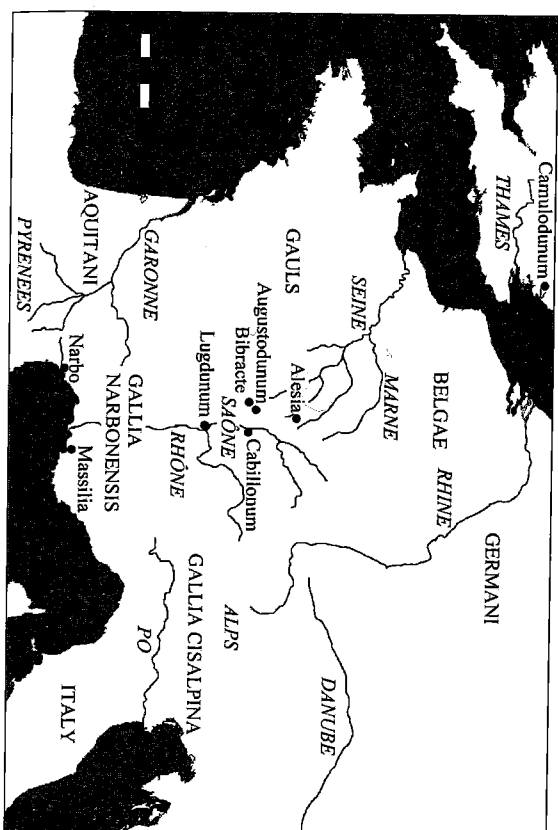 Camulodunum
THAMES
BELGAE
RHINE
GERMANI
SEINE
MARNE
GAULS
Alesia
Augustodunum
Bibracte
Cabillonum
SAÔNE
Lugdunum
DANUBE
ALPS
GARONNE
RHÔNE
GALLIA CISALPINA
AQUITANI
GALLIA
NARBONENSIS
PO
PYRENEES
Narbo
Massilia
ITALY